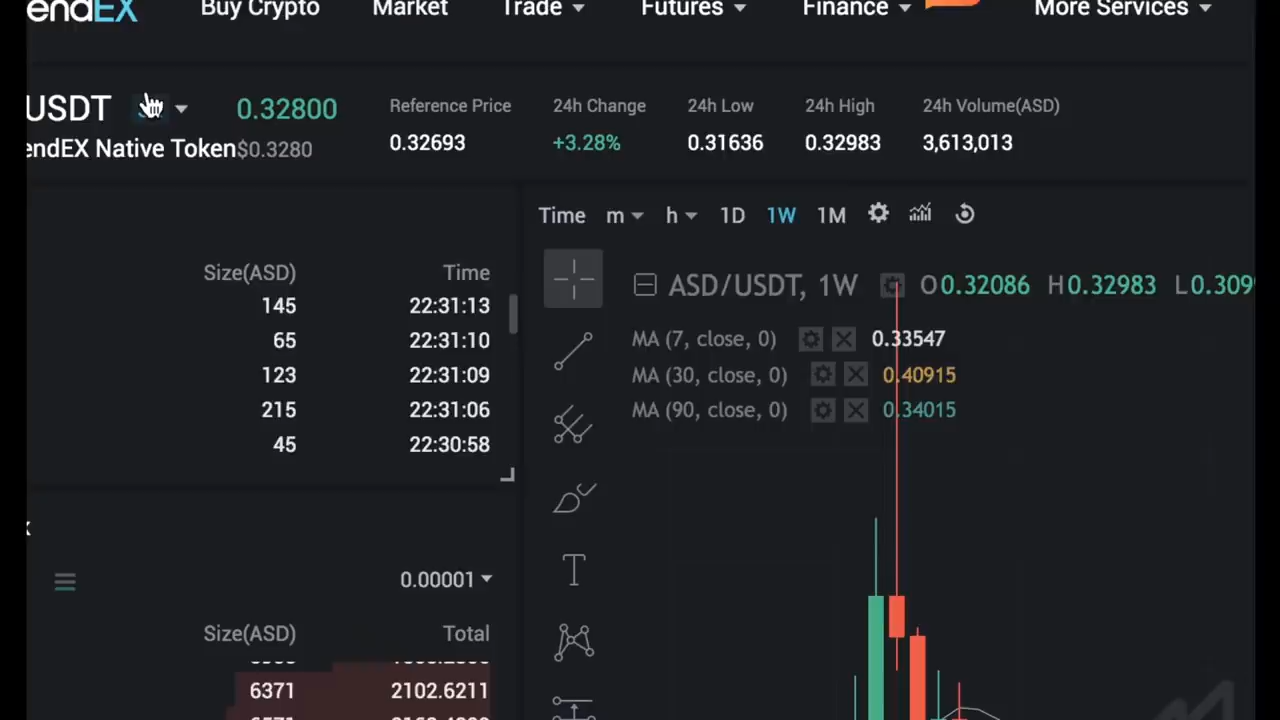 endEX Buy Crypto Market Trade Futures Finance More Services
USDT 0.32800 Reference Price 24h Change 24h Low 24h High 24h Volume(ASD)
endEX Native Token$0.3280 0.32693 +3.28% 0.31636 0.32983 3,613,013
Time m h 1D 1W 1M
Size(ASD) Time
145 22:31:13
65 22:31:10
123 22:31:09
215 22:31:06
45 22:30:58
ASD/USDT, 1W O0.32086 H0.32983 L0.309
MA (7, close, 0) 0.33547
MA (30, close, 0) 0.40915
MA (90, close, 0) 0.34015
0.00001
Size(ASD) Total
6371 2102.6211